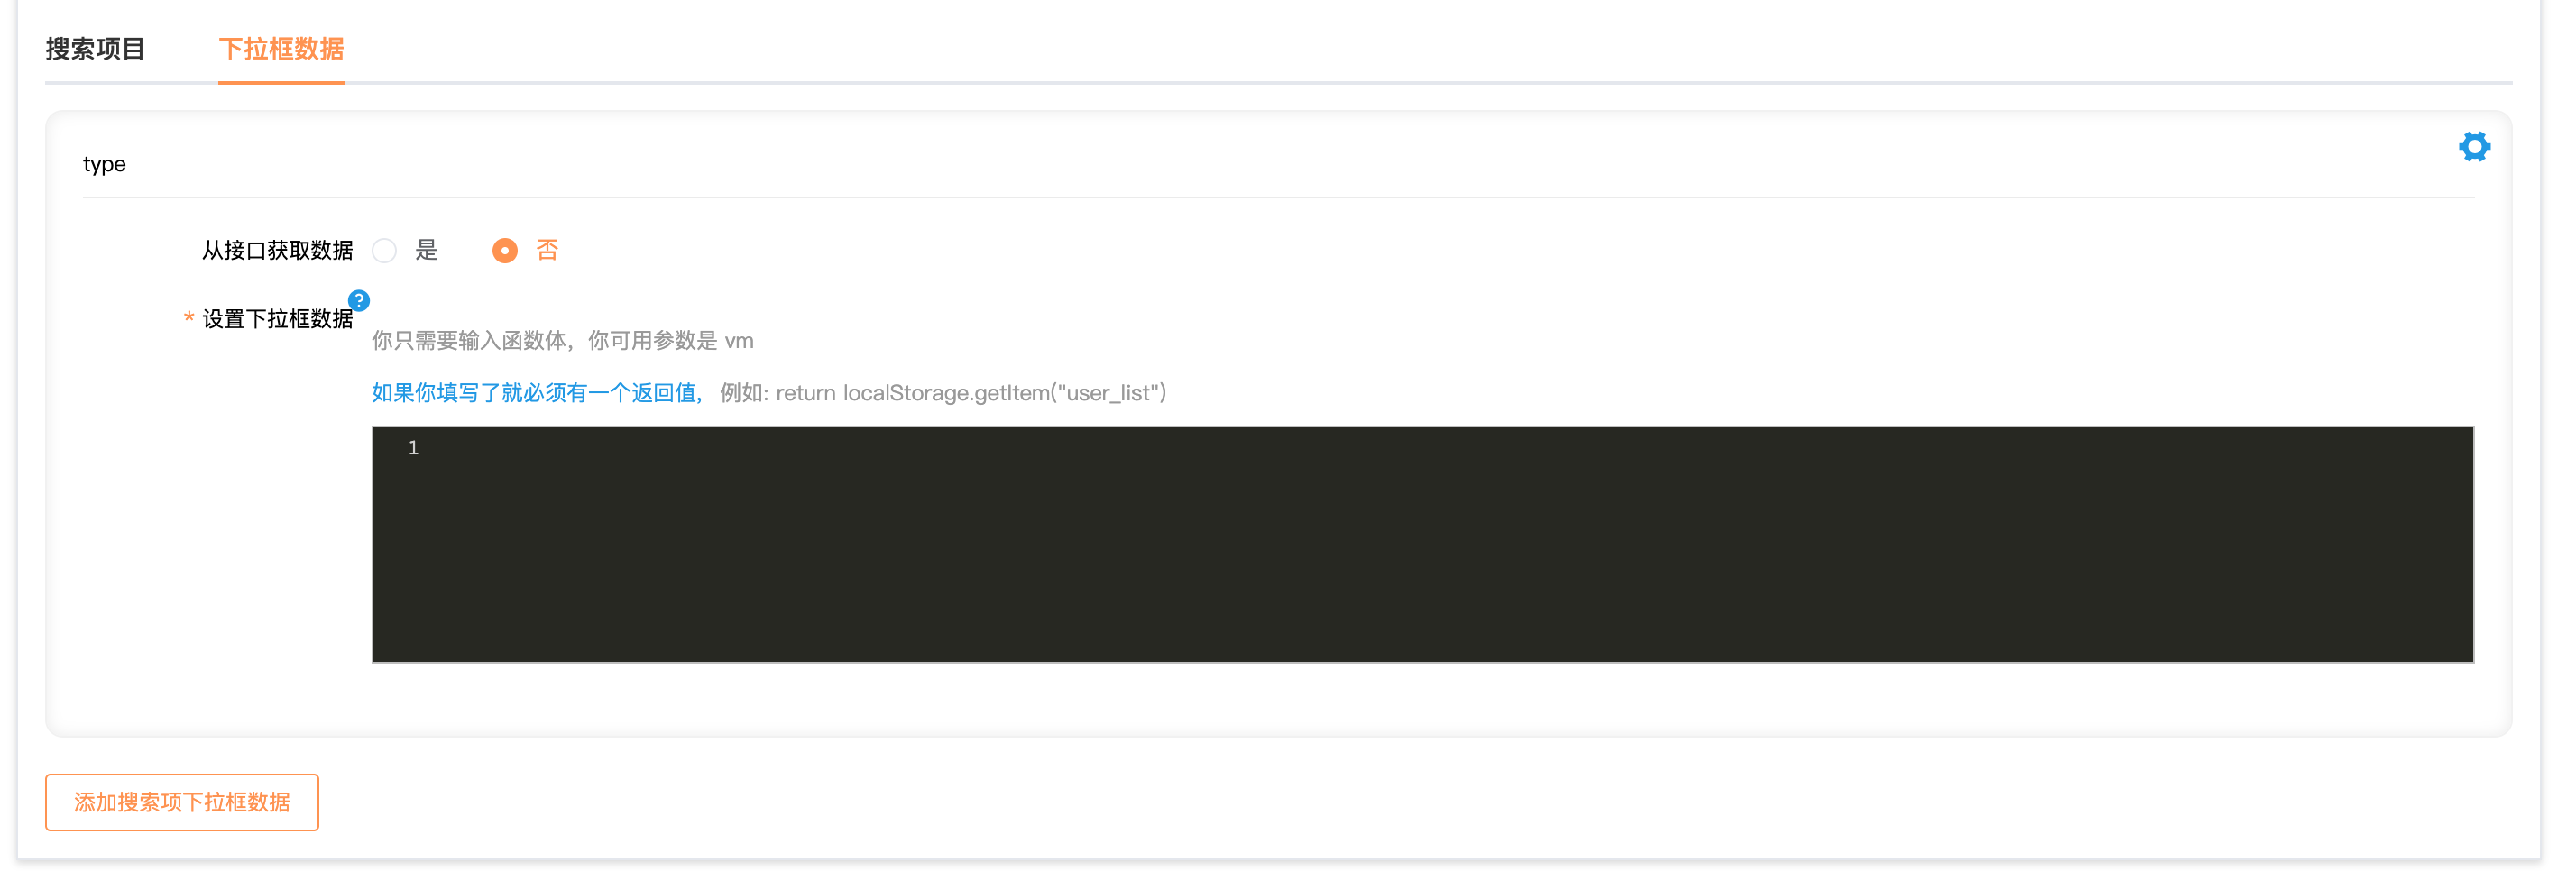 搜索项目 下拉框数据
type
从接口获取数据 是 否
* 设置下拉框数据 ?
你只需要输入函数体，你可用参数是 vm
如果你填写了就必须有一个返回值，例如: return localStorage.getItem("user_list")
1
添加搜索项下拉框数据